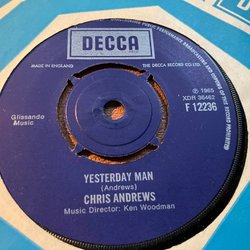 DECCA
MADE IN ENGLAND
THE DECCA RECORD CO. LTD.
Glissando
Music
℗ 1965
XDR 36462
F 12236
YESTERDAY MAN
(Andrews)
CHRIS ANDREWS
Music Director: Ken Woodman